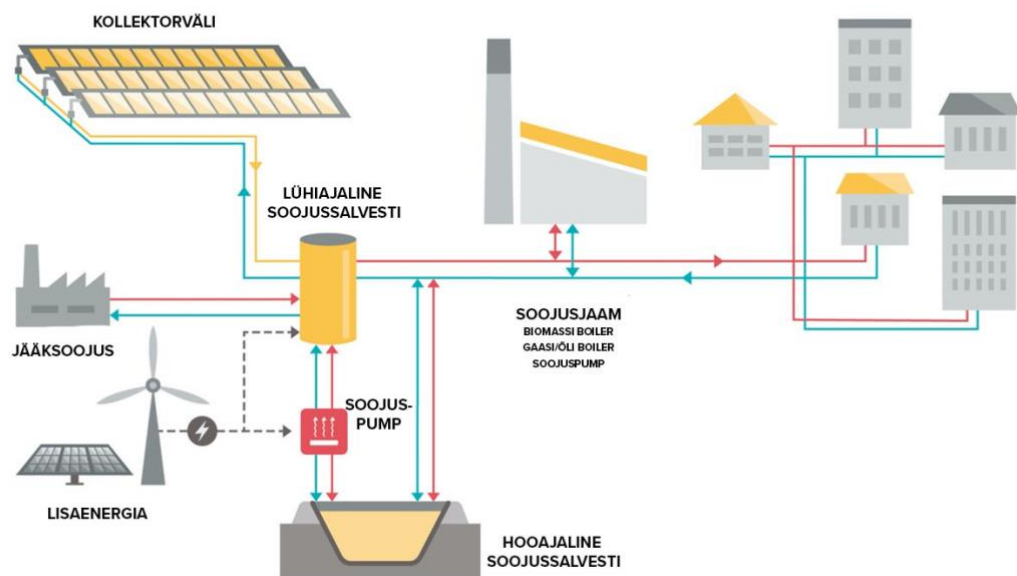 KOLLEKTORVÄLI
LÜHIAJALINE
SOOJUSSALVESTI
JÄÄKSOOJUS
SOOJUSJAAM
BIOMASSI BOILER
GAASI/ÕLI BOILER
SOOJUSPUMP
SOOJUS-
PUMP
LISAENERGIA
HOOAJALINE
SOOJUSSALVESTI